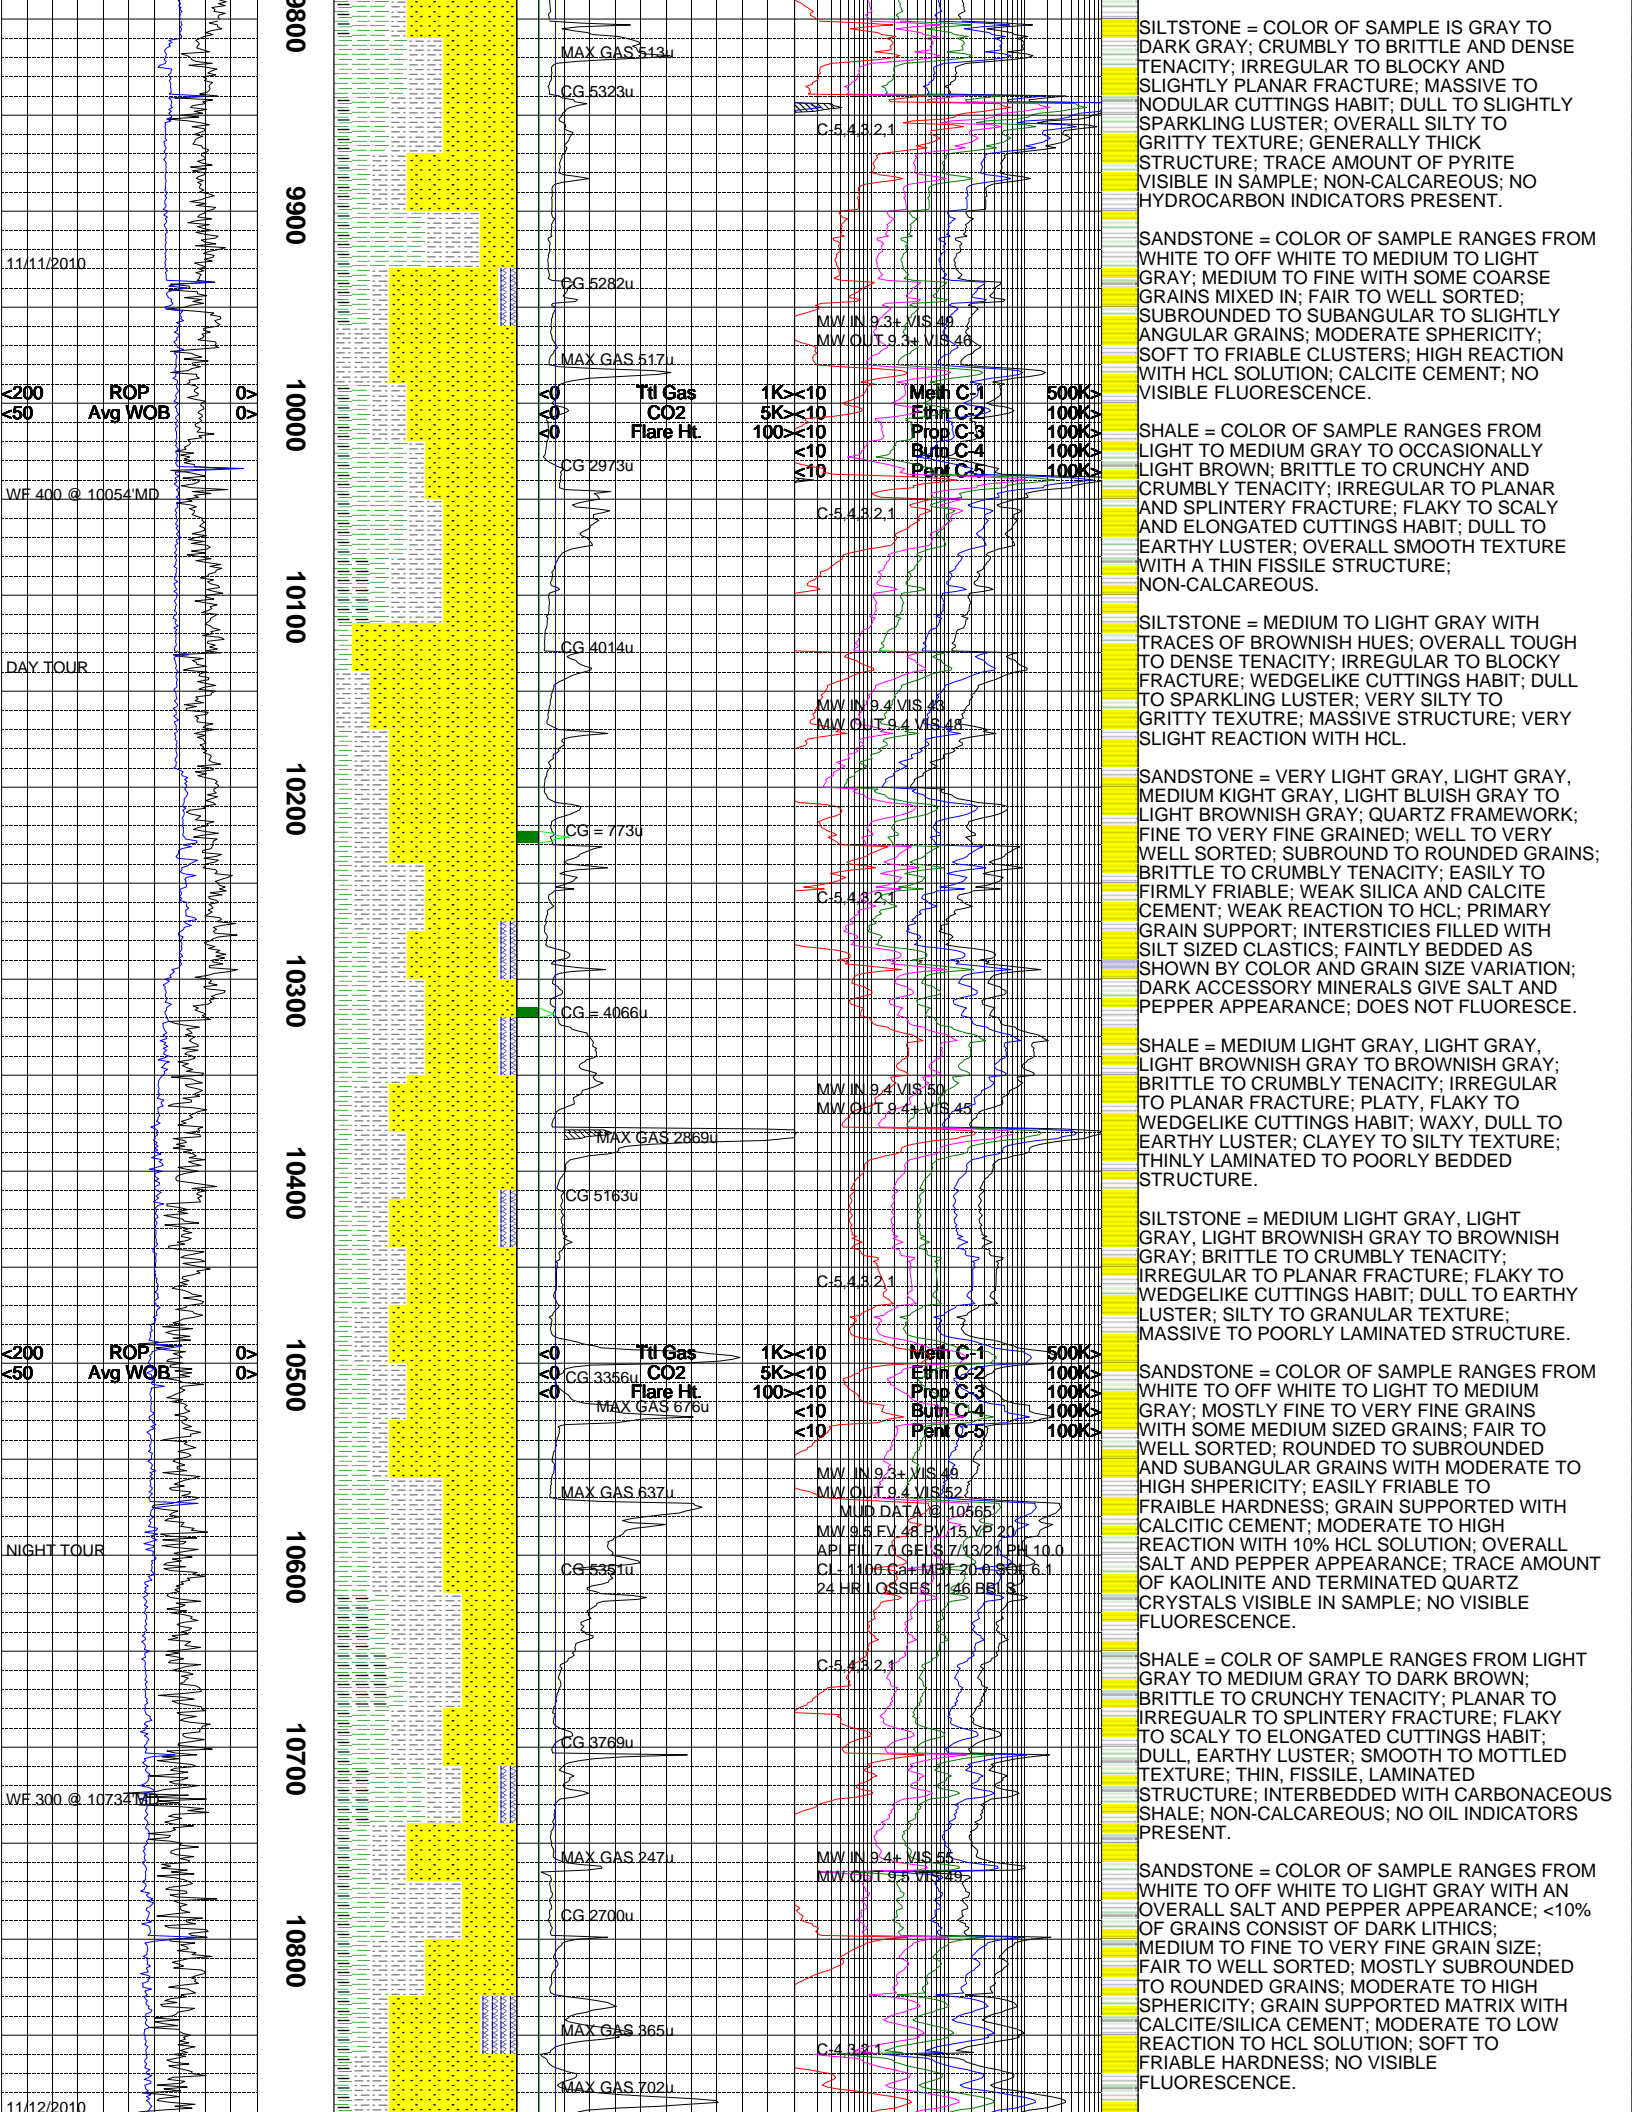 11/11/2010
<200 ROP 0>
<50 Avg WOB 0>
WF 400 @ 10054'MD
DAY TOUR
<200 ROP 0>
<50 Avg WOB 0>
NIGHT TOUR
WF 300 @ 10734'MD
11/12/2010
9800
9900
10000
10100
10200
10300
10400
10500
10600
10700
10800
MAX GAS 513u
CG 5323u
CG 5282u
MAX GAS 517u
<0 Ttl Gas 1K>
<0 CO2 5K>
<0 Flare Ht. 100>
CG 2973u
CG 4014u
CG = 773u
CG = 4066u
MAX GAS 2869u
CG 5163u
<0 Ttl Gas 1K>
<0 CO2 5K>
<0 Flare Ht. 100>
CG 3356u
MAX GAS 676u
MAX GAS 637u
CG 5351u
CG 3769u
MAX GAS 247u
CG 2700u
MAX GAS 365u
MAX GAS 702u
C-5,4,3,2,1
MW IN 9.3+ VIS 49
MW OUT 9.3+ VIS 46
<10 Meth C-1 500K>
<10 Ethn C-2 100K>
<10 Prop C-3 100K>
<10 Butn C-4 100K>
<10 Pent C-5 100K>
C-5,4,3,2,1
MW IN 9.4 VIS 43
MW OUT 9.4 VIS 48
C-5,4,3,2,1
MW IN 9.4 VIS 50
MW OUT 9.4+ VIS 45
C-5,4,3,2,1
<10 Meth C-1 500K>
<10 Ethn C-2 100K>
<10 Prop C-3 100K>
<10 Butn C-4 100K>
<10 Pent C-5 100K>
MW IN 9.3+ VIS 49
MW OUT 9.4 VIS 52
MUD DATA @ 10565'
MW 9.5 FV 48 PV 15 YP 20
API FIL 7.0 GELS 7/13/21 PH 10.0
CL- 1100 Ca+ MBT 20.0 SOL 6.1
24 HR LOSSES 1146 BBLS
C-5,4,3,2,1
MW IN 9.4+ VIS 55
MW OUT 9.5 VIS 49
C-4,3,2,1
SILTSTONE = COLOR OF SAMPLE IS GRAY TO
DARK GRAY; CRUMBLY TO BRITTLE AND DENSE
TENACITY; IRREGULAR TO BLOCKY AND
SLIGHTLY PLANAR FRACTURE; MASSIVE TO
NODULAR CUTTINGS HABIT; DULL TO SLIGHTLY
SPARKLING LUSTER; OVERALL SILTY TO
GRITTY TEXTURE; GENERALLY THICK
STRUCTURE; TRACE AMOUNT OF PYRITE
VISIBLE IN SAMPLE; NON-CALCAREOUS; NO
HYDROCARBON INDICATORS PRESENT.
SANDSTONE = COLOR OF SAMPLE RANGES FROM
WHITE TO OFF WHITE TO MEDIUM TO LIGHT
GRAY; MEDIUM TO FINE WITH SOME COARSE
GRAINS MIXED IN; FAIR TO WELL SORTED;
SUBROUNDED TO SUBANGULAR TO SLIGHTLY
ANGULAR GRAINS; MODERATE SPHERICITY;
SOFT TO FRIABLE CLUSTERS; HIGH REACTION
WITH HCL SOLUTION; CALCITE CEMENT; NO
VISIBLE FLUORESCENCE.
SHALE = COLOR OF SAMPLE RANGES FROM
LIGHT TO MEDIUM GRAY TO OCCASIONALLY
LIGHT BROWN; BRITTLE TO CRUNCHY AND
CRUMBLY TENACITY; IRREGULAR TO PLANAR
AND SPLINTERY FRACTURE; FLAKY TO SCALY
AND ELONGATED CUTTINGS HABIT; DULL TO
EARTHY LUSTER; OVERALL SMOOTH TEXTURE
WITH A THIN FISSILE STRUCTURE;
NON-CALCAREOUS.
SILTSTONE = MEDIUM TO LIGHT GRAY WITH
TRACES OF BROWNISH HUES; OVERALL TOUGH
TO DENSE TENACITY; IRREGULAR TO BLOCKY
FRACTURE; WEDGELIKE CUTTINGS HABIT; DULL
TO SPARKLING LUSTER; VERY SILTY TO
GRITTY TEXUTRE; MASSIVE STRUCTURE; VERY
SLIGHT REACTION WITH HCL.
SANDSTONE = VERY LIGHT GRAY, LIGHT GRAY,
MEDIUM KIGHT GRAY, LIGHT BLUISH GRAY TO
LIGHT BROWNISH GRAY; QUARTZ FRAMEWORK;
FINE TO VERY FINE GRAINED; WELL TO VERY
WELL SORTED; SUBROUND TO ROUNDED GRAINS;
BRITTLE TO CRUMBLY TENACITY; EASILY TO
FIRMLY FRIABLE; WEAK SILICA AND CALCITE
CEMENT; WEAK REACTION TO HCL; PRIMARY
GRAIN SUPPORT; INTERSTICIES FILLED WITH
SILT SIZED CLASTICS; FAINTLY BEDDED AS
SHOWN BY COLOR AND GRAIN SIZE VARIATION;
DARK ACCESSORY MINERALS GIVE SALT AND
PEPPER APPEARANCE; DOES NOT FLUORESCE.
SHALE = MEDIUM LIGHT GRAY, LIGHT GRAY,
LIGHT BROWNISH GRAY TO BROWNISH GRAY;
BRITTLE TO CRUMBLY TENACITY; IRREGULAR
TO PLANAR FRACTURE; PLATY, FLAKY TO
WEDGELIKE CUTTINGS HABIT; WAXY, DULL TO
EARTHY LUSTER; CLAYEY TO SILTY TEXTURE;
THINLY LAMINATED TO POORLY BEDDED
STRUCTURE.
SILTSTONE = MEDIUM LIGHT GRAY, LIGHT
GRAY, LIGHT BROWNISH GRAY TO BROWNISH
GRAY; BRITTLE TO CRUMBLY TENACITY;
IRREGULAR TO PLANAR FRACTURE; FLAKY TO
WEDGELIKE CUTTINGS HABIT; DULL TO EARTHY
LUSTER; SILTY TO GRANULAR TEXTURE;
MASSIVE TO POORLY LAMINATED STRUCTURE.
SANDSTONE = COLOR OF SAMPLE RANGES FROM
WHITE TO OFF WHITE TO LIGHT TO MEDIUM
GRAY; MOSTLY FINE TO VERY FINE GRAINS
WITH SOME MEDIUM SIZED GRAINS; FAIR TO
WELL SORTED; ROUNDED TO SUBROUNDED
AND SUBANGULAR GRAINS WITH MODERATE TO
HIGH SHPERICITY; EASILY FRIABLE TO
FRAIBLE HARDNESS; GRAIN SUPPORTED WITH
CALCITIC CEMENT; MODERATE TO HIGH
REACTION WITH 10% HCL SOLUTION; OVERALL
SALT AND PEPPER APPEARANCE; TRACE AMOUNT
OF KAOLINITE AND TERMINATED QUARTZ
CRYSTALS VISIBLE IN SAMPLE; NO VISIBLE
FLUORESCENCE.
SHALE = COLR OF SAMPLE RANGES FROM LIGHT
GRAY TO MEDIUM GRAY TO DARK BROWN;
BRITTLE TO CRUNCHY TENACITY; PLANAR TO
IRREGUALR TO SPLINTERY FRACTURE; FLAKY
TO SCALY TO ELONGATED CUTTINGS HABIT;
DULL, EARTHY LUSTER; SMOOTH TO MOTTLED
TEXTURE; THIN, FISSILE, LAMINATED
STRUCTURE; INTERBEDDED WITH CARBONACEOUS
SHALE; NON-CALCAREOUS; NO OIL INDICATORS
PRESENT.
SANDSTONE = COLOR OF SAMPLE RANGES FROM
WHITE TO OFF WHITE TO LIGHT GRAY WITH AN
OVERALL SALT AND PEPPER APPEARANCE; <10%
OF GRAINS CONSIST OF DARK LITHICS;
MEDIUM TO FINE TO VERY FINE GRAIN SIZE;
FAIR TO WELL SORTED; MOSTLY SUBROUNDED
TO ROUNDED GRAINS; MODERATE TO HIGH
SPHERICITY; GRAIN SUPPORTED MATRIX WITH
CALCITE/SILICA CEMENT; MODERATE TO LOW
REACTION TO HCL SOLUTION; SOFT TO
FRIABLE HARDNESS; NO VISIBLE
FLUORESCENCE.